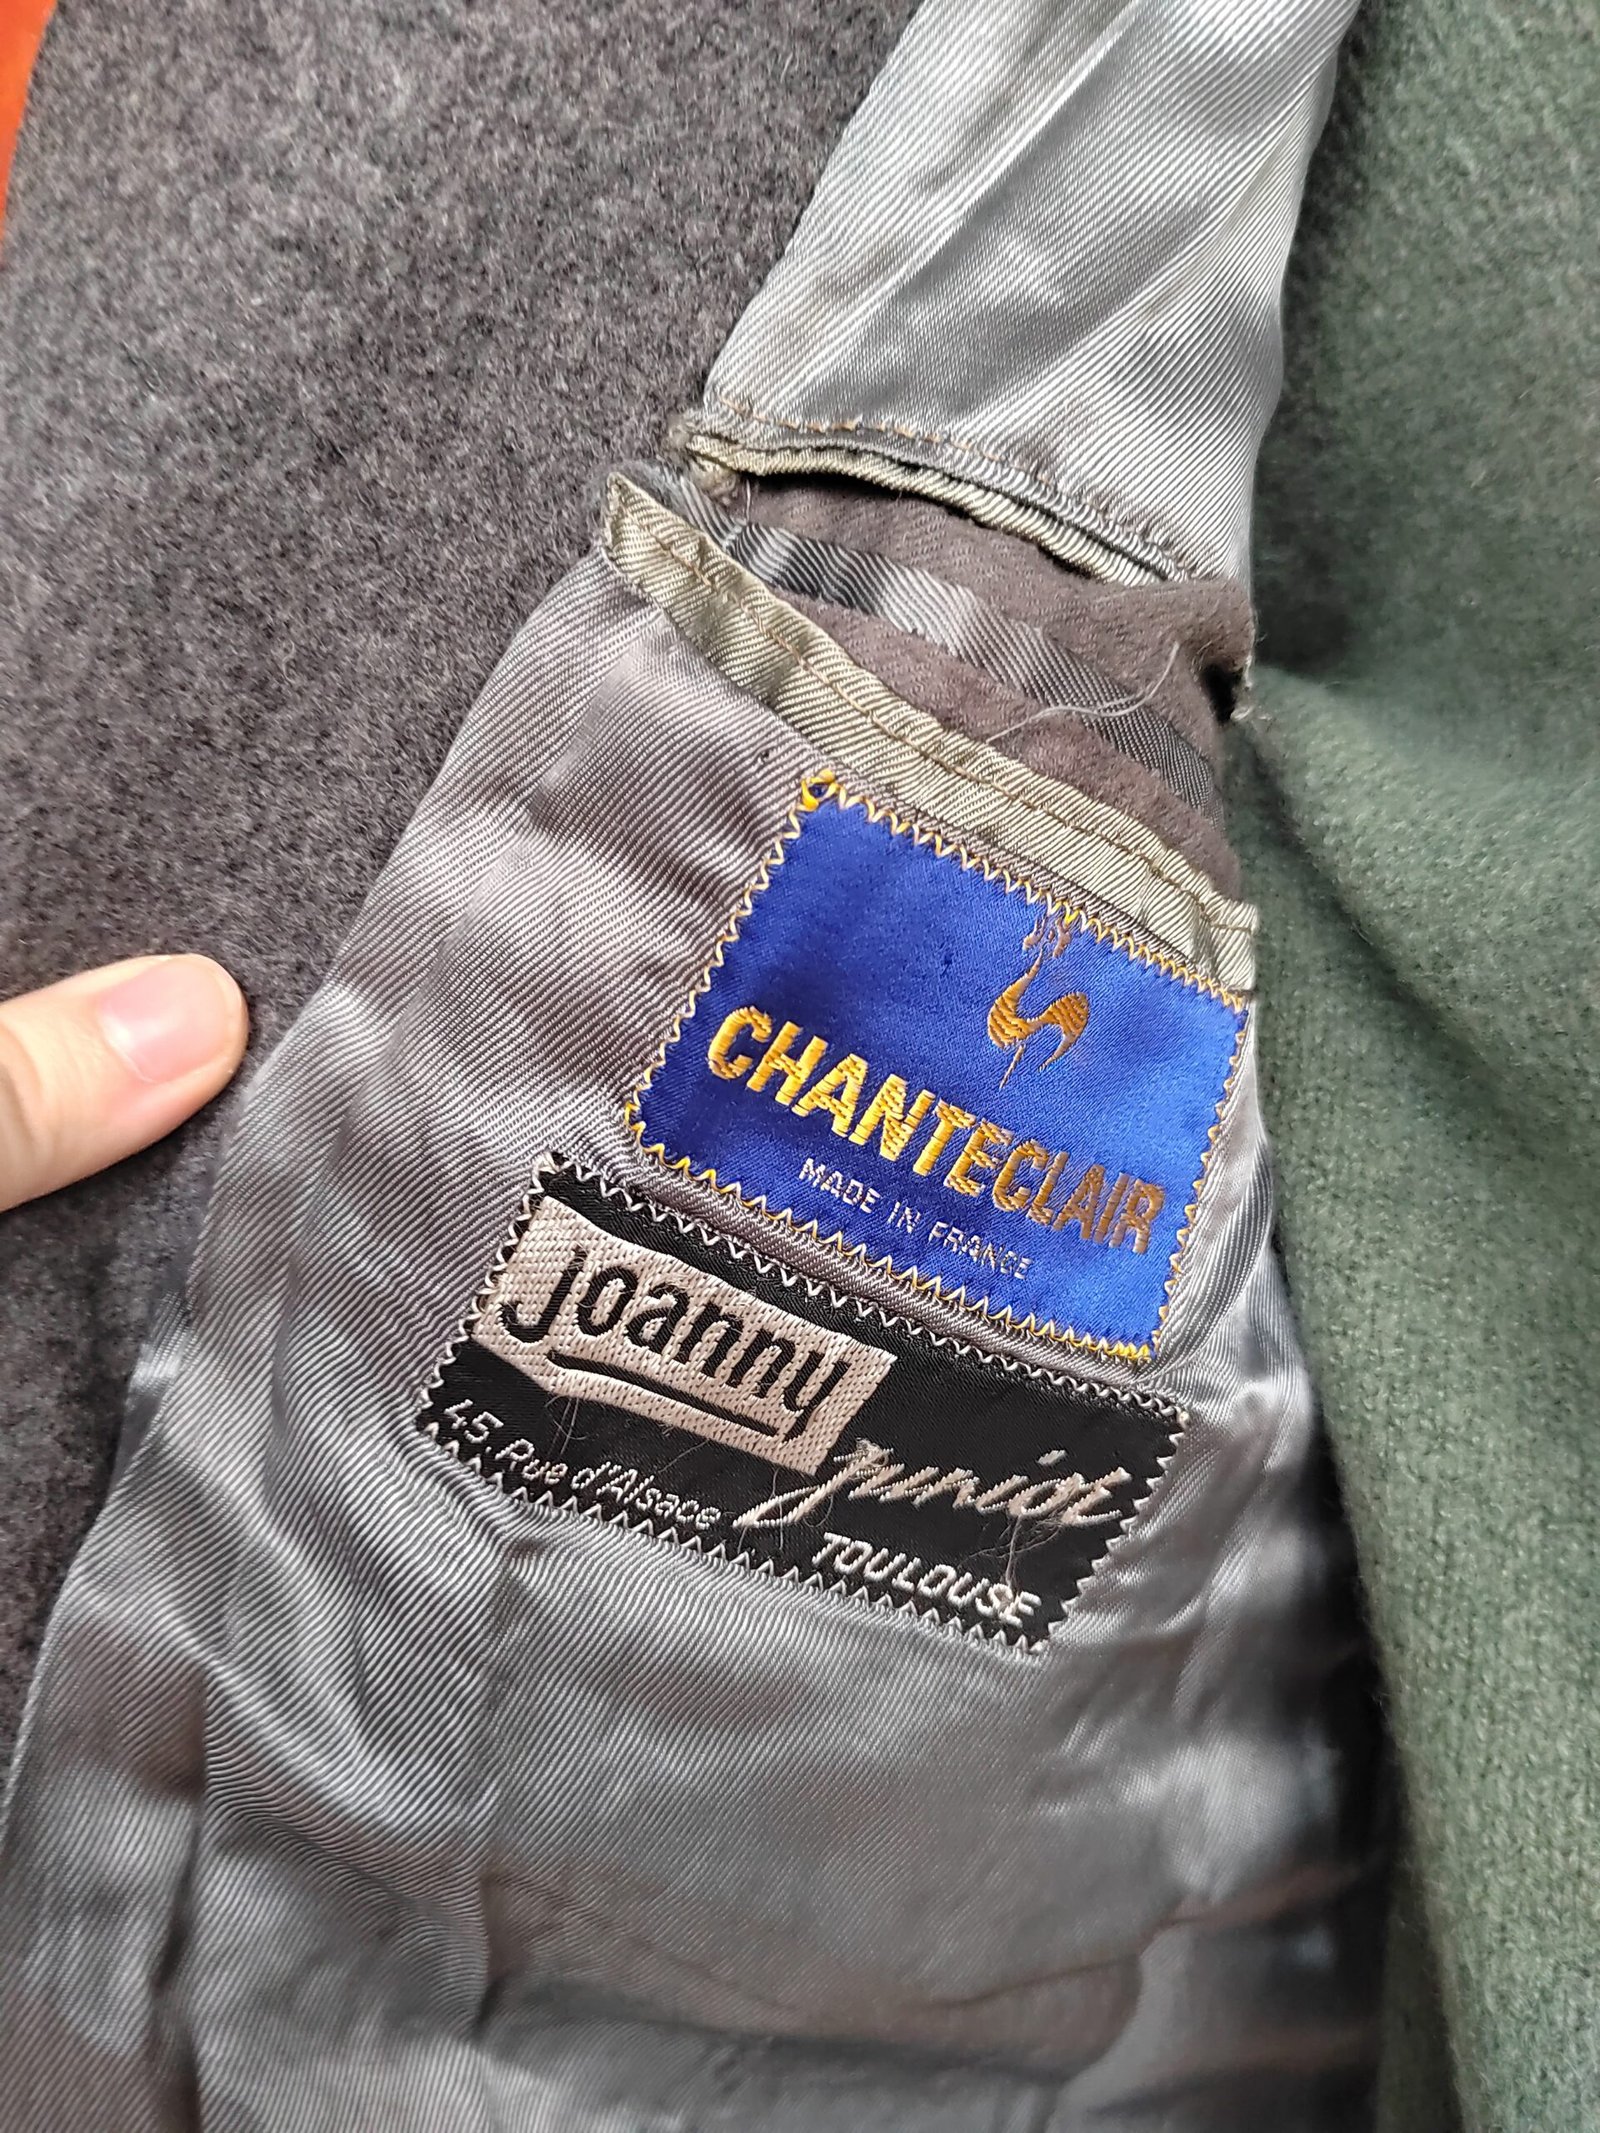 CHANTECLAIR
MADE IN FRANCE
Joanny
junior
45.Rue d'Alsace
TOULOUSE